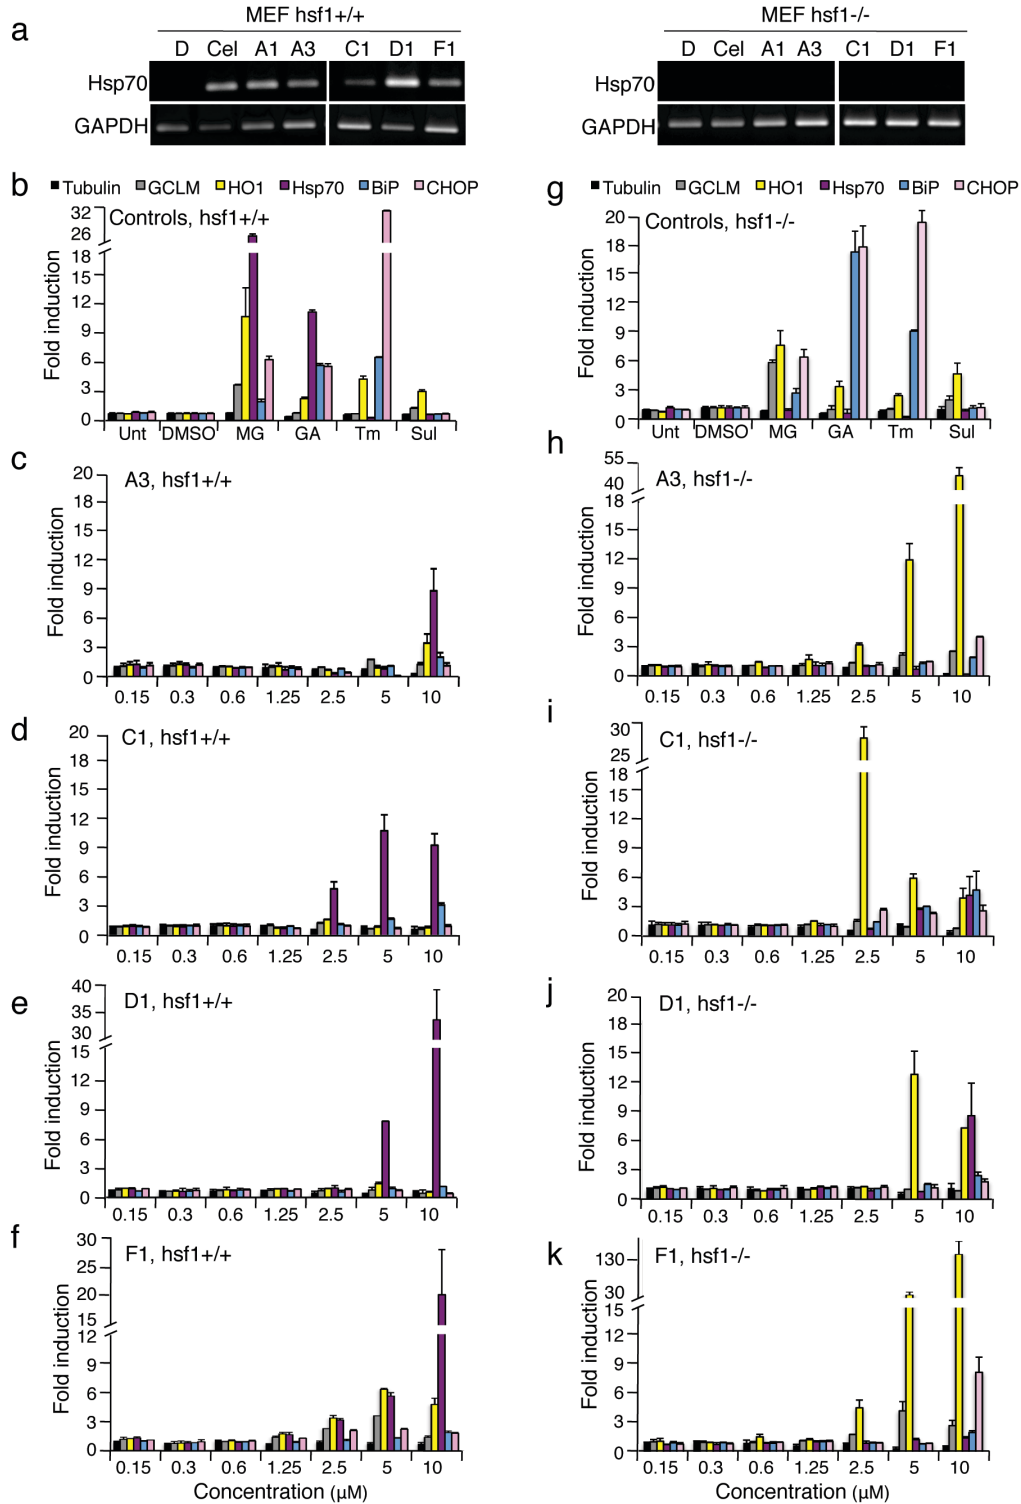 a
MEF hsf1+/+
D Cel A1 A3 C1 D1 F1
Hsp70
GAPDH
MEF hsf1-/-
D Cel A1 A3 C1 D1 F1
Hsp70
GAPDH
b
Tubulin GCLM HO1 Hsp70 BiP CHOP
Controls, hsf1+/+
Fold induction
32
26
18
15
12
9
6
3
0
Unt DMSO MG GA Tm Sul
c
A3, hsf1+/+
Fold induction
20
18
15
12
9
6
3
0
0.15 0.3 0.6 1.25 2.5 5 10
d
C1, hsf1+/+
Fold induction
20
18
15
12
9
6
3
0
0.15 0.3 0.6 1.25 2.5 5 10
e
D1, hsf1+/+
Fold induction
40
35
30
15
12
9
6
3
0
0.15 0.3 0.6 1.25 2.5 5 10
f
F1, hsf1+/+
Fold induction
30
25
20
15
12
9
6
3
0
0.15 0.3 0.6 1.25 2.5 5 10
Concentration (µM)
g
Tubulin GCLM HO1 Hsp70 BiP CHOP
Controls, hsf1-/-
Fold induction
20
18
15
12
9
6
3
0
Unt DMSO MG GA Tm Sul
h
A3, hsf1-/-
Fold induction
55
40
18
15
12
9
6
3
0
0.15 0.3 0.6 1.25 2.5 5 10
i
C1, hsf1-/-
Fold induction
30
25
18
15
12
9
6
3
0
0.15 0.3 0.6 1.25 2.5 5 10
j
D1, hsf1-/-
Fold induction
20
18
15
12
9
6
3
0
0.15 0.3 0.6 1.25 2.5 5 10
k
F1, hsf1-/-
Fold induction
130
30
15
12
9
6
3
0
0.15 0.3 0.6 1.25 2.5 5 10
Concentration (µM)